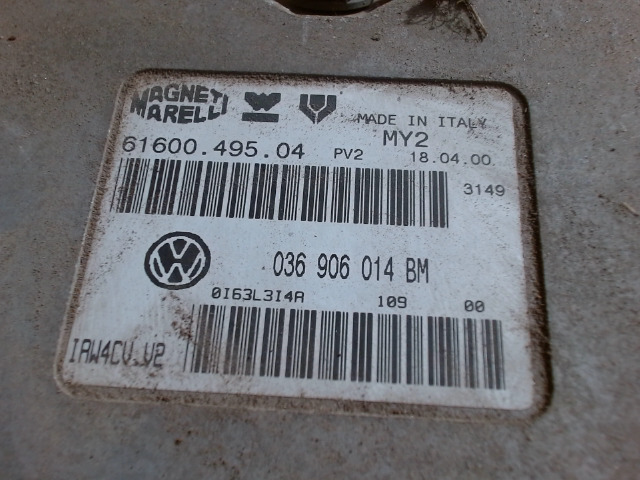 MAGNETI
MARELLI
MADE IN ITALY
61600.495.04 PV2 MY2 18.04.00
3149
036 906 014 BM
0I63L3I4A 109 00
IAW4CV.V2